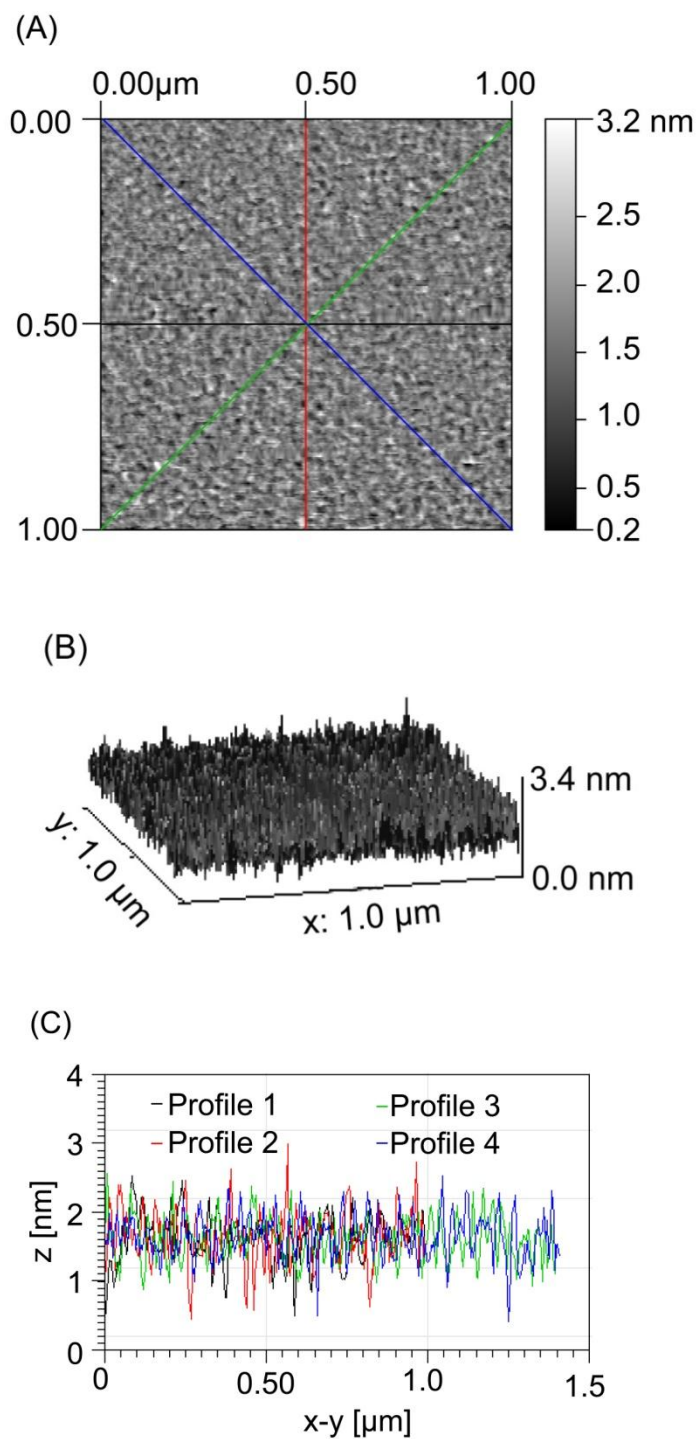 (A)
0.00µm 0.50 1.00
0.00
0.50
1.00
3.2 nm
2.5
2.0
1.5
1.0
0.5
0.2
(B)
3.4 nm
0.0 nm
y: 1.0 µm
x: 1.0 µm
(C)
4
3
2
1
0
z [nm]
Profile 1 Profile 3
Profile 2 Profile 4
0 0.50 1.0 1.5
x-y [µm]